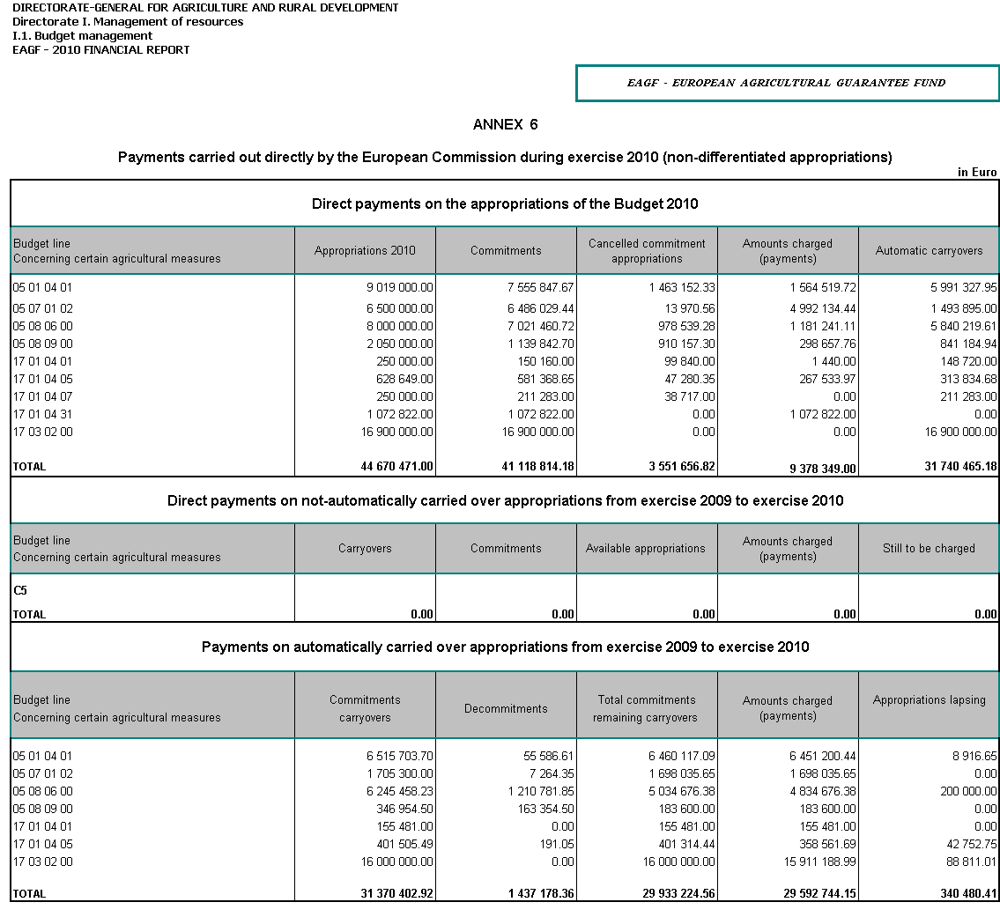 DIRECTORATE-GENERAL FOR AGRICULTURE AND RURAL DEVELOPMENT
Directorate I. Management of resources
I.1. Budget management
EAGF - 2010 FINANCIAL REPORT
EAGF - EUROPEAN AGRICULTURAL GUARANTEE FUND
ANNEX 6
Payments carried out directly by the European Commission during exercise 2010 (non-differentiated appropriations)
in Euro
Direct payments on the appropriations of the Budget 2010
Budget line
Concerning certain agricultural measures
Appropriations 2010
Commitments
Cancelled commitment
appropriations
Amounts charged
(payments)
Automatic carryovers
05 01 04 01 9 019 000.00 7 555 847.67 1 463 152.33 1 564 519.72 5 991 327.95
05 07 01 02 6 500 000.00 6 486 029.44 13 970.56 4 992 134.44 1 493 895.00
05 08 06 00 8 000 000.00 7 021 460.72 978 539.28 1 181 241.11 5 840 219.61
05 08 09 00 2 050 000.00 1 139 842.70 910 157.30 298 657.76 841 184.94
17 01 04 01 250 000.00 150 160.00 99 840.00 1 440.00 148 720.00
17 01 04 05 628 649.00 581 368.65 47 280.35 267 533.97 313 834.68
17 01 04 07 250 000.00 211 283.00 38 717.00 0.00 211 283.00
17 01 04 31 1 072 822.00 1 072 822.00 0.00 1 072 822.00 0.00
17 03 02 00 16 900 000.00 16 900 000.00 0.00 0.00 16 900 000.00
TOTAL 44 670 471.00 41 118 814.18 3 551 656.82 9 378 349.00 31 740 465.18
Direct payments on not-automatically carried over appropriations from exercise 2009 to exercise 2010
Budget line
Concerning certain agricultural measures
Carryovers
Commitments
Available appropriations
Amounts charged
(payments)
Still to be charged
C5
TOTAL 0.00 0.00 0.00 0.00 0.00
Payments on automatically carried over appropriations from exercise 2009 to exercise 2010
Budget line
Concerning certain agricultural measures
Commitments
carryovers
Decommitments
Total commitments
remaining carryovers
Amounts charged
(payments)
Appropriations lapsing
05 01 04 01 6 515 703.70 55 586.61 6 460 117.09 6 451 200.44 8 916.65
05 07 01 02 1 705 300.00 7 264.35 1 698 035.65 1 698 035.65 0.00
05 08 06 00 6 245 458.23 1 210 781.85 5 034 676.38 4 834 676.38 200 000.00
05 08 09 00 346 954.50 163 354.50 183 600.00 183 600.00 0.00
17 01 04 01 155 481.00 0.00 155 481.00 155 481.00 0.00
17 01 04 05 401 505.49 191.05 401 314.44 358 561.69 42 752.75
17 03 02 00 16 000 000.00 0.00 16 000 000.00 15 911 188.99 88 811.01
TOTAL 31 370 402.92 1 437 178.36 29 933 224.56 29 592 744.15 340 480.41